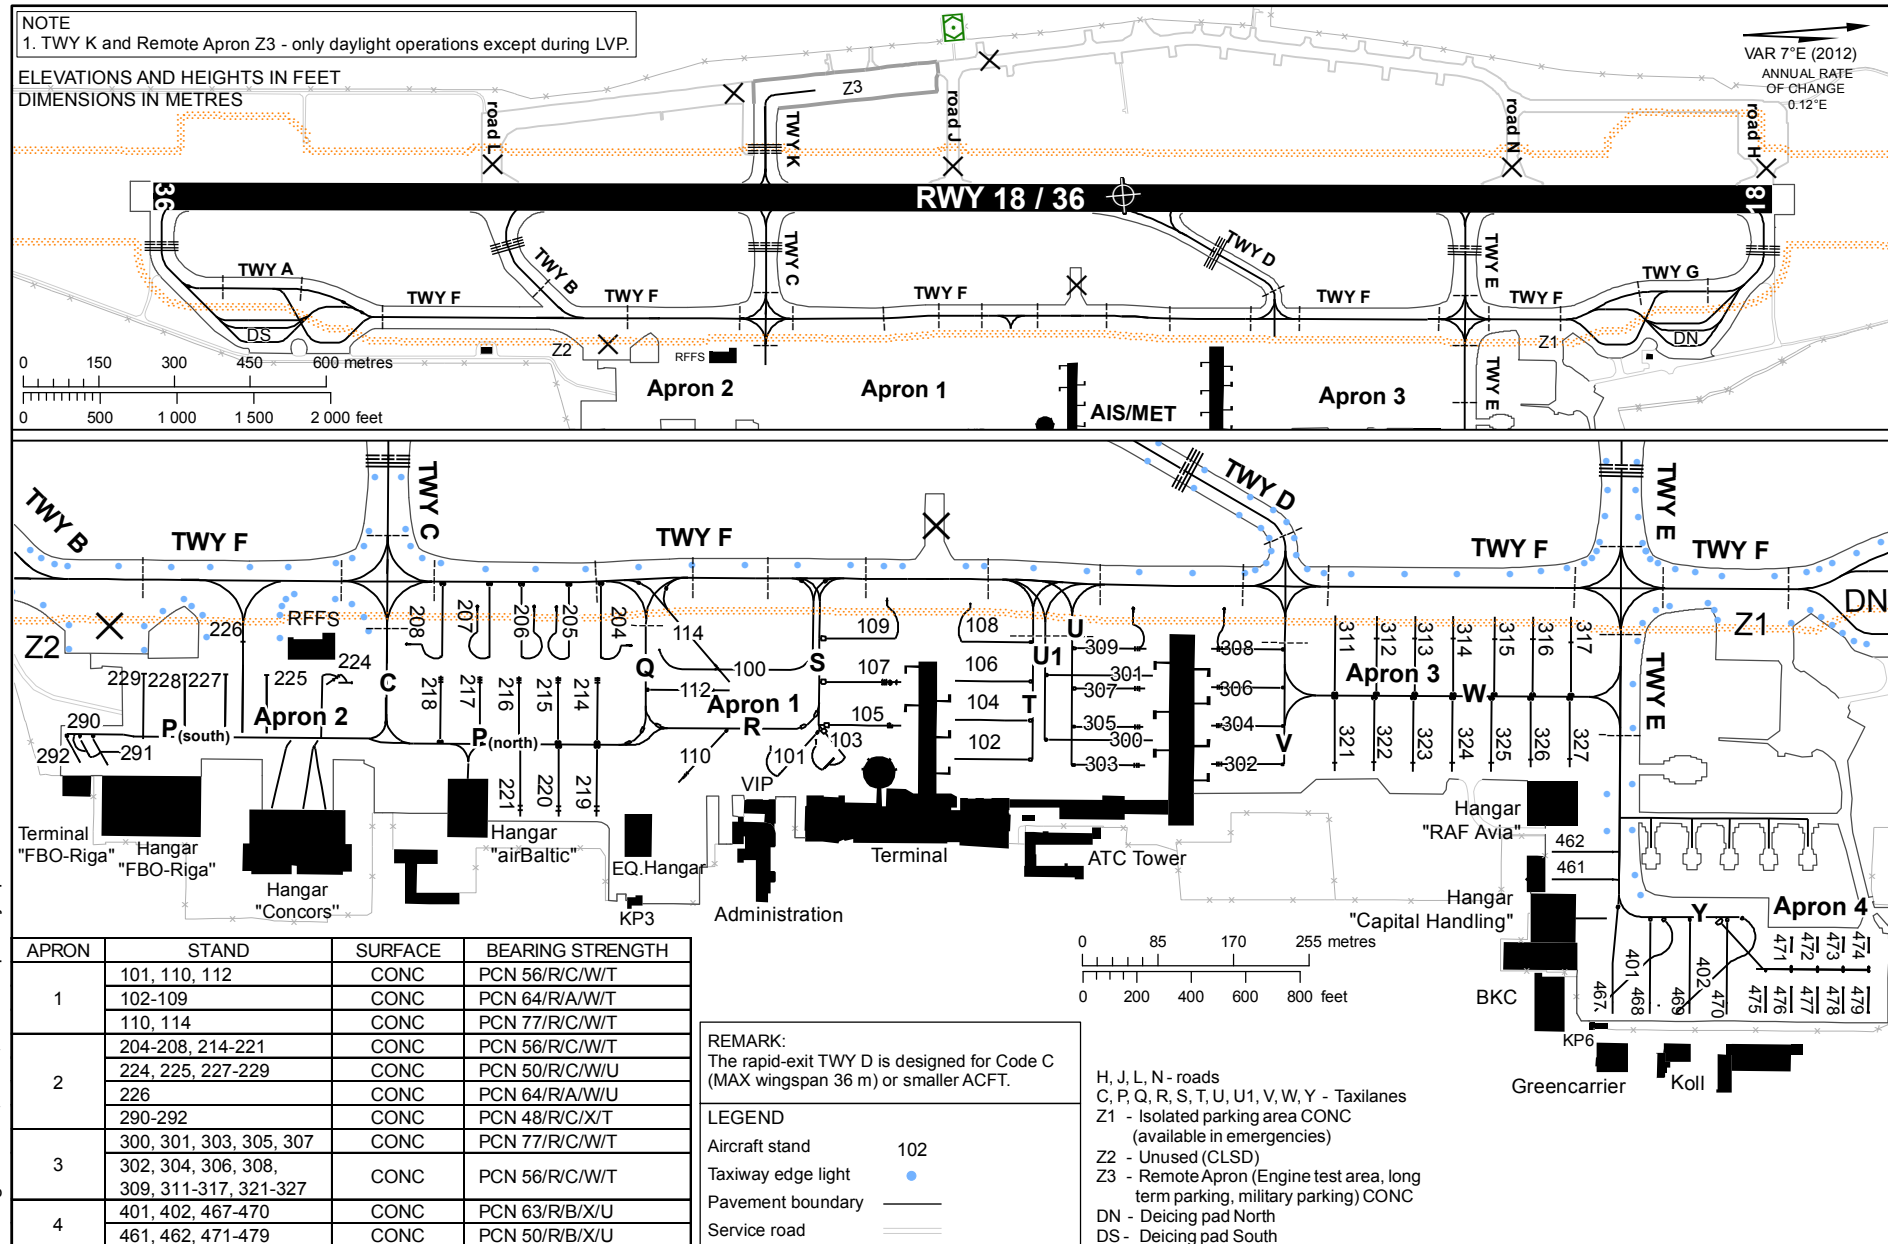 NOTE
1. TWY K and Remote Apron Z3 - only daylight operations except during LVP.
ELEVATIONS AND HEIGHTS IN FEET
DIMENSIONS IN METRES
VAR 7°E (2012)
ANNUAL RATE
OF CHANGE
0.12°E
road L
TWY K
Z3
road J
road N
road H
36
RWY 18 / 36
18
TWY A
TWY B
TWY C
TWY D
TWY E
TWY G
TWY F
TWY F
TWY F
TWY F
TWY F
DS
Z2
RFFS
Z1
DN
TWY E
0 150 300 450 600 metres
0 500 1 000 1 500 2 000 feet
Apron 2
Apron 1
AIS/MET
Apron 3
TWY B
TWY F
TWY C
TWY F
TWY D
TWY F
TWY E
TWY F
Z2
226
RFFS
208
207
206
205
204
114
109
108
U
309
308
311
312
313
314
315
316
317
Z1
DN
229
228
227
225
224
C
218
217
216
215
214
Q
100
112
S
107
106
U1
301
307
306
Apron 3
W
TWY E
290
292
291
P (south)
Apron 2
P (north)
Apron 1
R
105
104
T
305
300
304
V
110
101
103
102
303
302
321
322
323
324
325
326
327
221
220
219
VIP
Terminal
"FBO-Riga"
Hangar
"FBO-Riga"
Hangar
"Concors"
Hangar
"airBaltic"
EQ.Hangar
KP3
Administration
Terminal
ATC Tower
Hangar
"RAF Avia"
462
461
Hangar
"Capital Handling"
BKC
KP6
Greencarrier
Koll
Y
Apron 4
401
402
467
468
469
470
471
472
473
474
475
476
477
478
479
0 85 170 255 metres
0 200 400 600 800 feet
APRON STAND SURFACE BEARING STRENGTH
1
101, 110, 112 CONC PCN 56/R/C/W/T
102-109 CONC PCN 64/R/A/W/T
110, 114 CONC PCN 77/R/C/W/T
2
204-208, 214-221 CONC PCN 56/R/C/W/T
224, 225, 227-229 CONC PCN 50/R/C/W/U
226 CONC PCN 64/R/A/W/U
290-292 CONC PCN 48/R/C/X/T
3
300, 301, 303, 305, 307 CONC PCN 77/R/C/W/T
302, 304, 306, 308,
309, 311-317, 321-327 CONC PCN 56/R/C/W/T
4
401, 402, 467-470 CONC PCN 63/R/B/X/U
461, 462, 471-479 CONC PCN 50/R/B/X/U
REMARK:
The rapid-exit TWY D is designed for Code C
(MAX wingspan 36 m) or smaller ACFT.
LEGEND
Aircraft stand 102
Taxiway edge light
Pavement boundary
Service road
H, J, L, N - roads
C, P, Q, R, S, T, U, U1, V, W, Y - Taxilanes
Z1 - Isolated parking area CONC
(available in emergencies)
Z2 - Unused (CLSD)
Z3 - Remote Apron (Engine test area, long
term parking, military parking) CONC
DN - Deicing pad North
DS - Deicing pad South